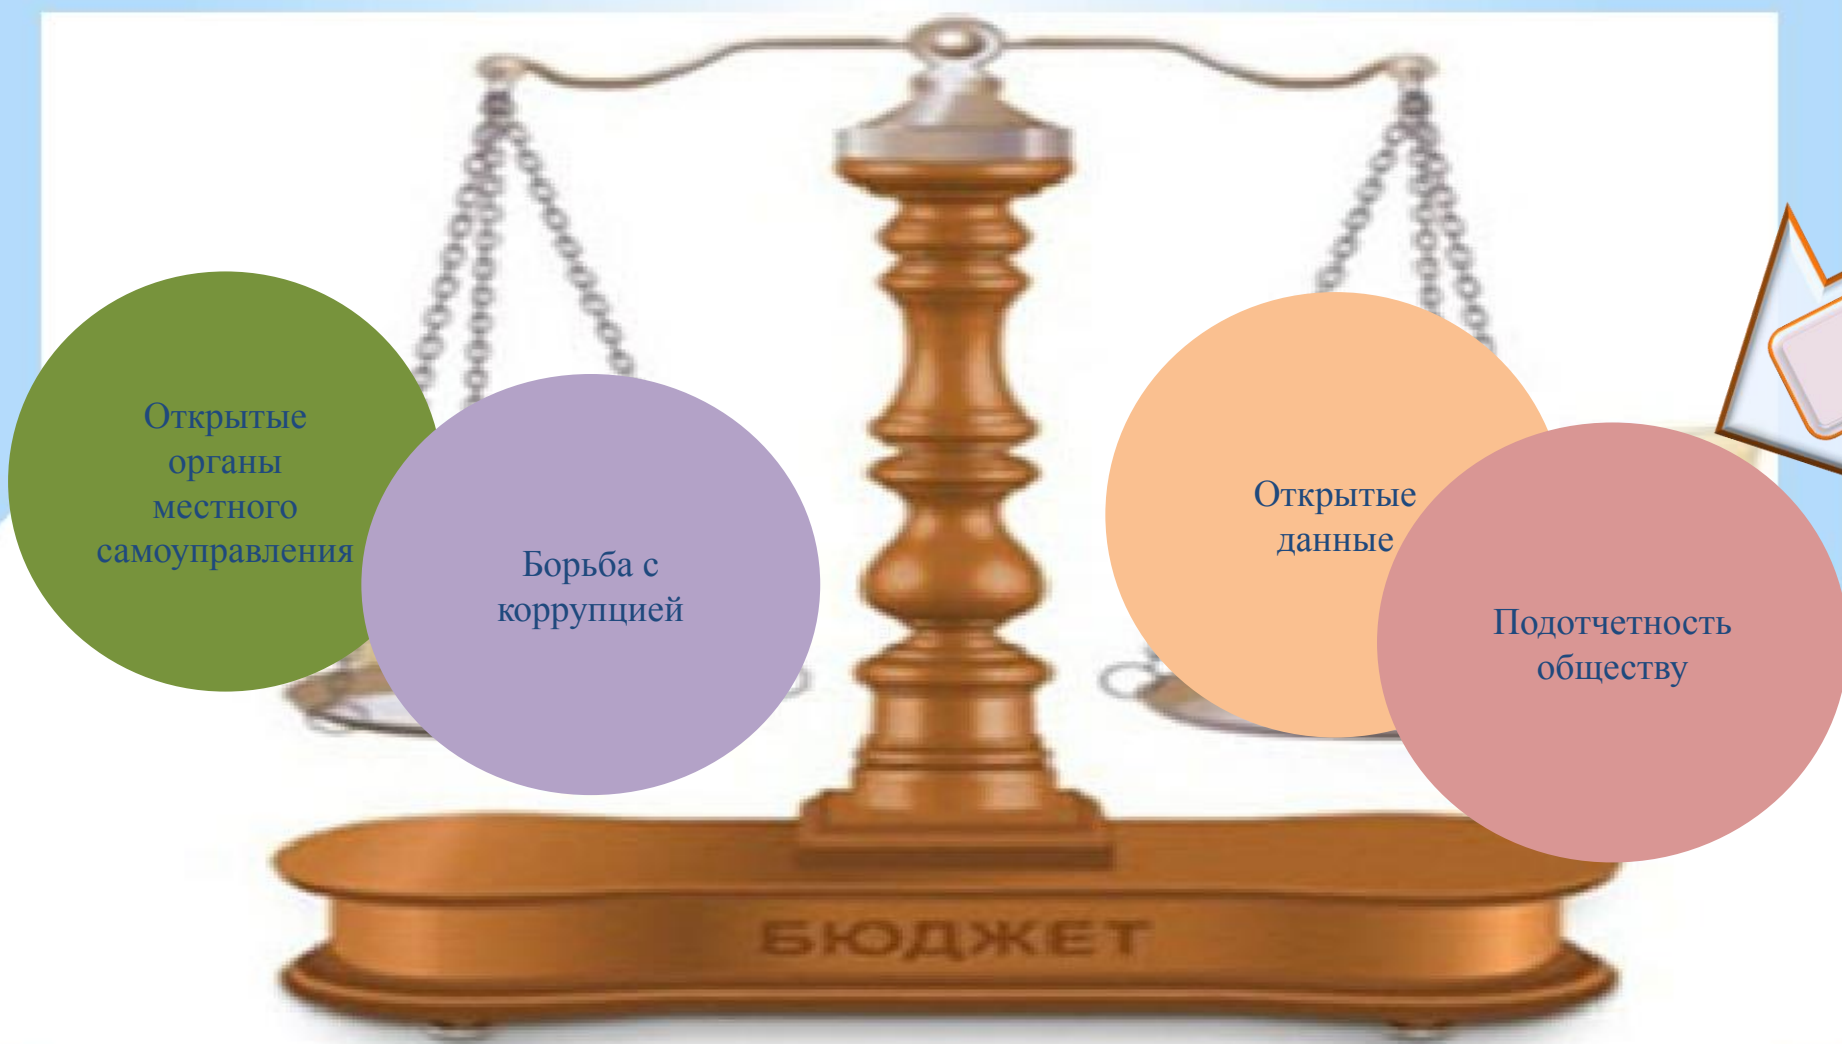 Открытые
органы
местного
самоуправления
Борьба с
коррупцией
Открытые
данные
Подотчетность
обществу
БЮДЖЕТ